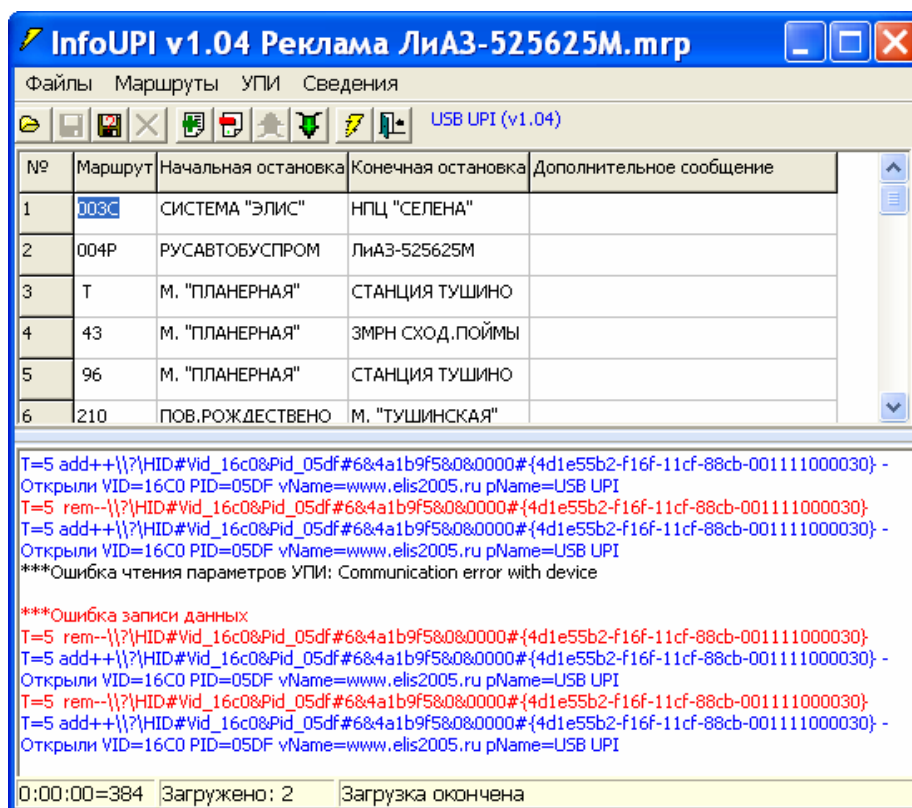 InfoUPI v1.04 Реклама ЛиАЗ-525625М.mrp
Файлы Маршруты УПИ Сведения
USB UPI (v1.04)
№ Маршрут Начальная остановка Конечная остановка Дополнительное сообщение
1 003С СИСТЕМА "ЭЛИС" НПЦ "СЕЛЕНА"
2 004Р РУСАВТОБУСПРОМ ЛиАЗ-525625М
3 Т М. "ПЛАНЕРНАЯ" СТАНЦИЯ ТУШИНО
4 43 М. "ПЛАНЕРНАЯ" 3МРН СХОД.ПОЙМЫ
5 96 М. "ПЛАНЕРНАЯ" СТАНЦИЯ ТУШИНО
6 210 ПОВ.РОЖДЕСТВЕНО М. "ТУШИНСКАЯ"
T=5 add++\\?\HID#Vid_16c0&Pid_05df#6&4a1b9f5&0&0000#{4d1e55b2-f16f-11cf-88cb-001111000030} -
Открыли VID=16C0 PID=05DF vName=www.elis2005.ru pName=USB UPI
T=5 rem--\\?\HID#Vid_16c0&Pid_05df#6&4a1b9f5&0&0000#{4d1e55b2-f16f-11cf-88cb-001111000030}
T=5 add++\\?\HID#Vid_16c0&Pid_05df#6&4a1b9f5&0&0000#{4d1e55b2-f16f-11cf-88cb-001111000030} -
Открыли VID=16C0 PID=05DF vName=www.elis2005.ru pName=USB UPI
***Ошибка чтения параметров УПИ: Communication error with device
***Ошибка записи данных
T=5 rem--\\?\HID#Vid_16c0&Pid_05df#6&4a1b9f5&0&0000#{4d1e55b2-f16f-11cf-88cb-001111000030}
T=5 add++\\?\HID#Vid_16c0&Pid_05df#6&4a1b9f5&0&0000#{4d1e55b2-f16f-11cf-88cb-001111000030} -
Открыли VID=16C0 PID=05DF vName=www.elis2005.ru pName=USB UPI
T=5 rem--\\?\HID#Vid_16c0&Pid_05df#6&4a1b9f5&0&0000#{4d1e55b2-f16f-11cf-88cb-001111000030}
T=5 add++\\?\HID#Vid_16c0&Pid_05df#6&4a1b9f5&0&0000#{4d1e55b2-f16f-11cf-88cb-001111000030} -
Открыли VID=16C0 PID=05DF vName=www.elis2005.ru pName=USB UPI
0:00:00=384 Загружено: 2 Загрузка окончена